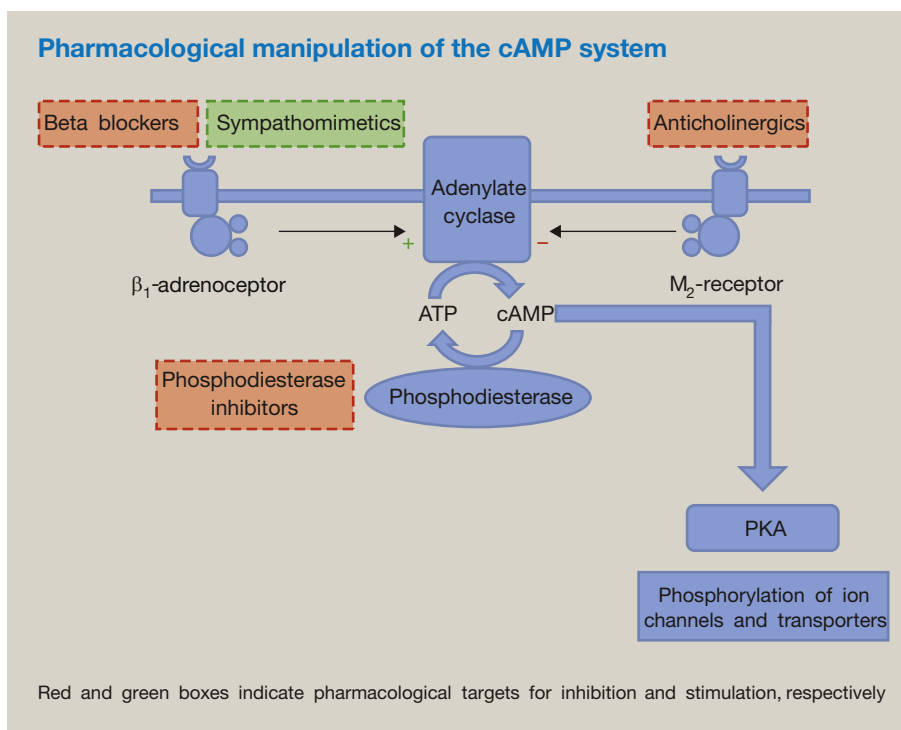 Pharmacological manipulation of the cAMP system
Beta blockers
Sympathomimetics
Anticholinergics
Adenylate
cyclase
+
−
β1-adrenoceptor
M2-receptor
ATP
cAMP
Phosphodiesterase
inhibitors
Phosphodiesterase
PKA
Phosphorylation of ion
channels and transporters
Red and green boxes indicate pharmacological targets for inhibition and stimulation, respectively